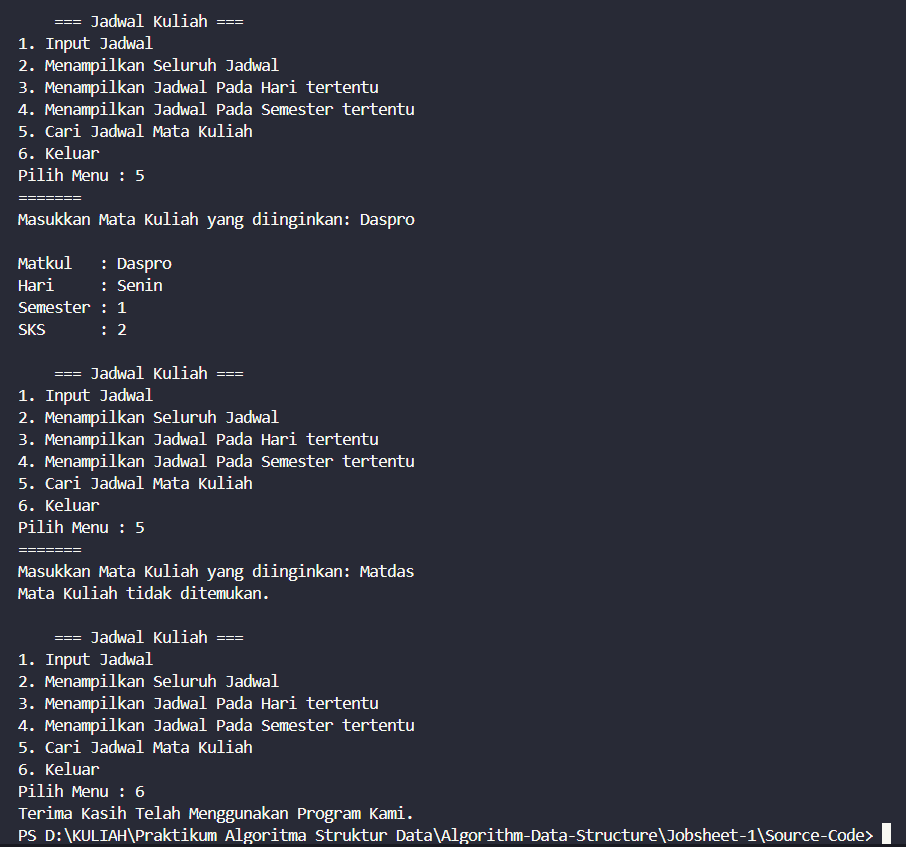 === Jadwal Kuliah ===
1. Input Jadwal
2. Menampilkan Seluruh Jadwal
3. Menampilkan Jadwal Pada Hari tertentu
4. Menampilkan Jadwal Pada Semester tertentu
5. Cari Jadwal Mata Kuliah
6. Keluar
Pilih Menu : 5
=======
Masukkan Mata Kuliah yang diinginkan: Daspro
Matkul   : Daspro
Hari     : Senin
Semester : 1
SKS      : 2
=== Jadwal Kuliah ===
1. Input Jadwal
2. Menampilkan Seluruh Jadwal
3. Menampilkan Jadwal Pada Hari tertentu
4. Menampilkan Jadwal Pada Semester tertentu
5. Cari Jadwal Mata Kuliah
6. Keluar
Pilih Menu : 5
=======
Masukkan Mata Kuliah yang diinginkan: Matdas
Mata Kuliah tidak ditemukan.
=== Jadwal Kuliah ===
1. Input Jadwal
2. Menampilkan Seluruh Jadwal
3. Menampilkan Jadwal Pada Hari tertentu
4. Menampilkan Jadwal Pada Semester tertentu
5. Cari Jadwal Mata Kuliah
6. Keluar
Pilih Menu : 6
Terima Kasih Telah Menggunakan Program Kami.
PS D:\KULIAH\Praktikum Algoritma Struktur Data\Algorithm-Data-Structure\Jobsheet-1\Source-Code>